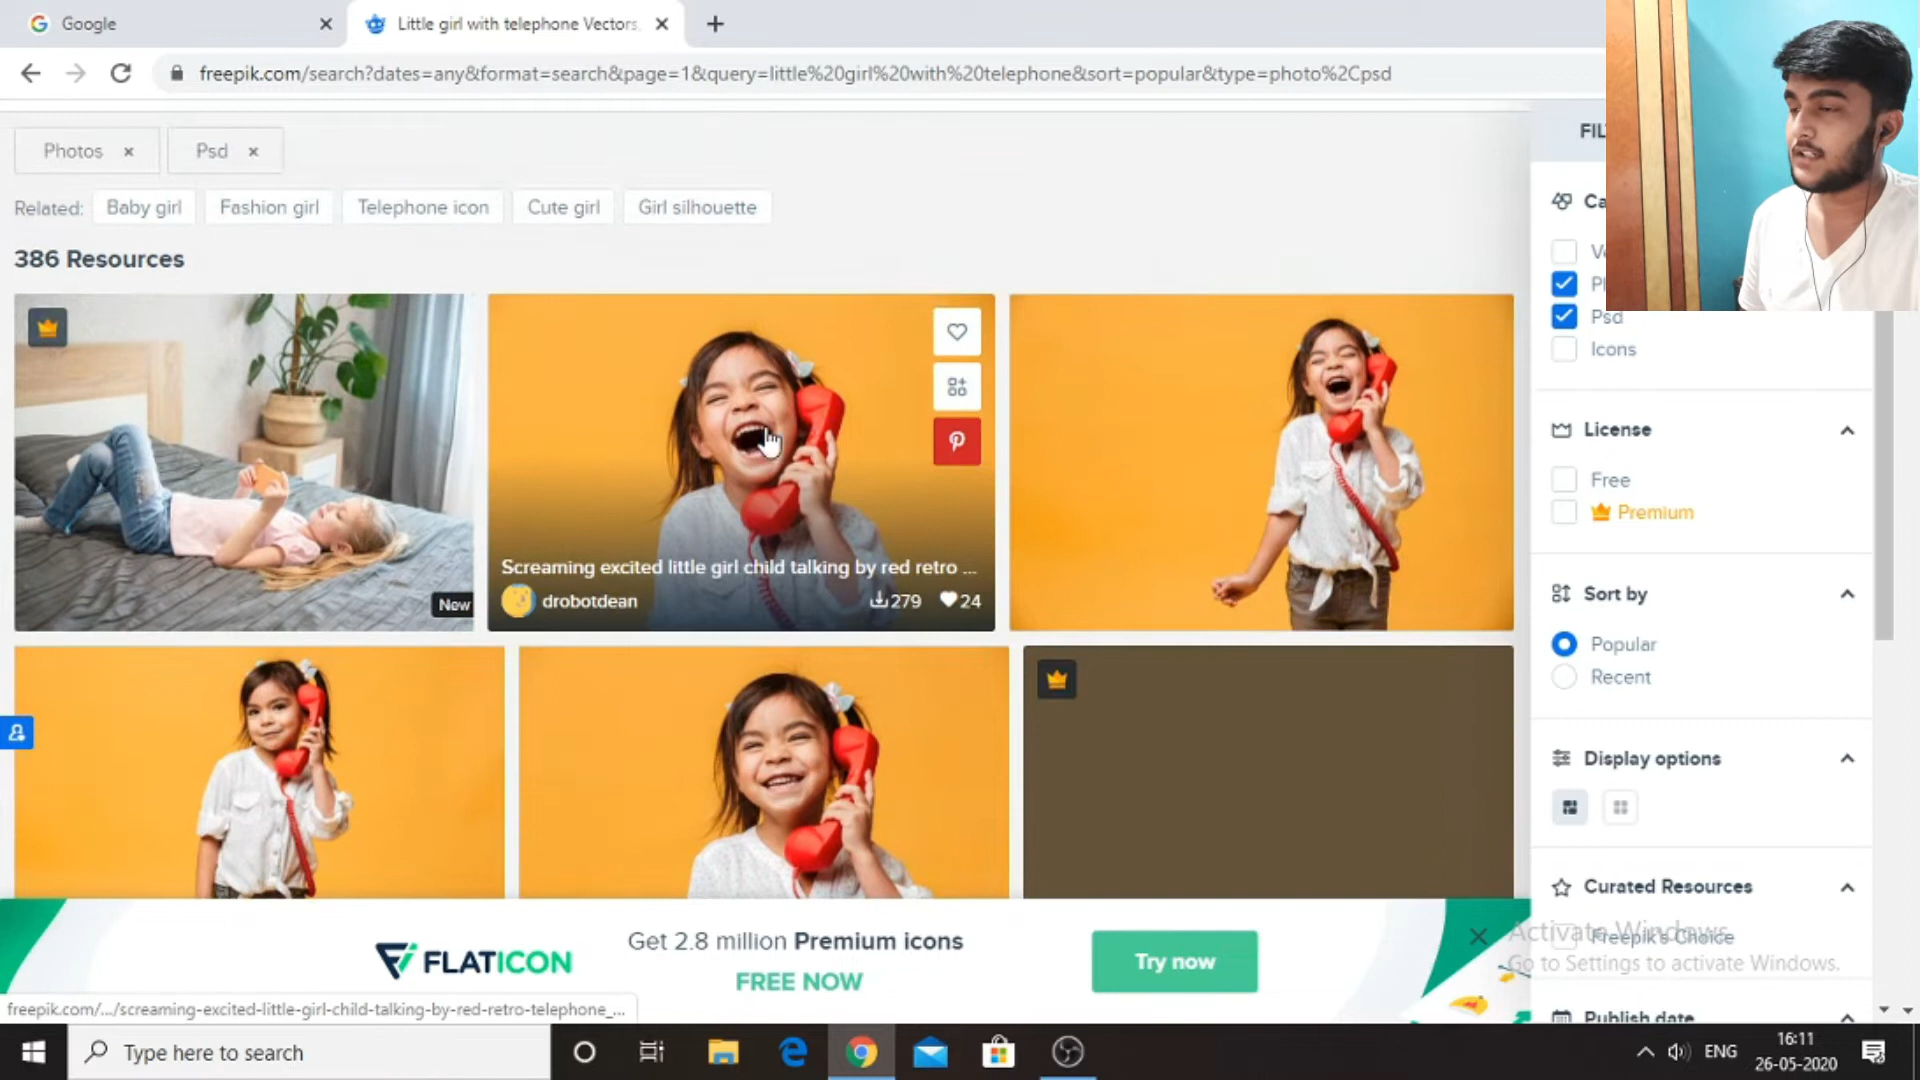 Google
Little girl with telephone Vectors,
freepik.com/search?dates=any&format=search&page=1&query=little%20girl%20with%20telephone&sort=popular&type=photo%2Cpsd
Photos
Psd
Related:
Baby girl
Fashion girl
Telephone icon
Cute girl
Girl silhouette
386 Resources
New
Screaming excited little girl child talking by red retro ...
drobotdean
279
24
Psd
Icons
License
Free
Premium
Sort by
Popular
Recent
Display options
Curated Resources
Freepik's Choice
Publish date
Activate Windows
Go to Settings to activate Windows.
FLATICON
Get 2.8 million Premium icons
FREE NOW
Try now
freepik.com/.../screaming-excited-little-girl-child-talking-by-red-retro-telephone_...
Type here to search
ENG
16:11
26-05-2020